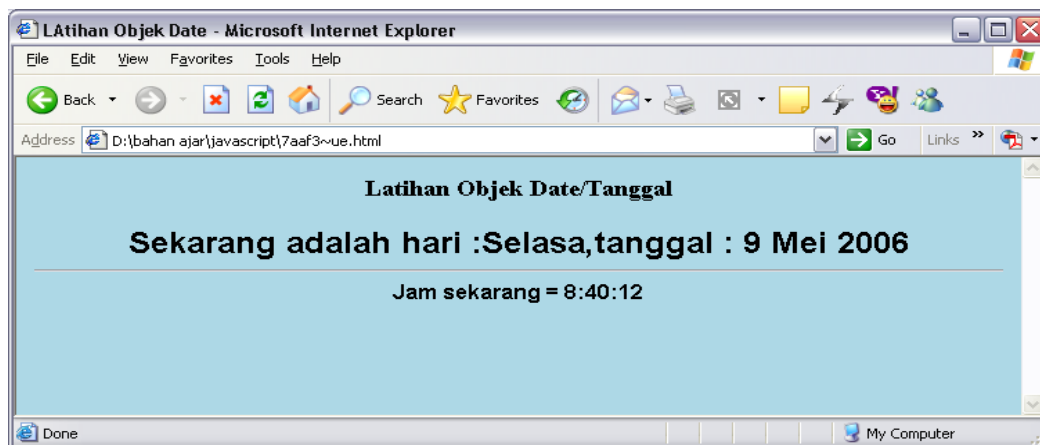 LAtihan Objek Date - Microsoft Internet Explorer
File Edit View Favorites Tools Help
Back Search Favorites
Address D:\bahan ajar\javascript\7aaf3~ue.html Go Links »
Latihan Objek Date/Tanggal
Sekarang adalah hari :Selasa,tanggal : 9 Mei 2006
Jam sekarang = 8:40:12
Done My Computer